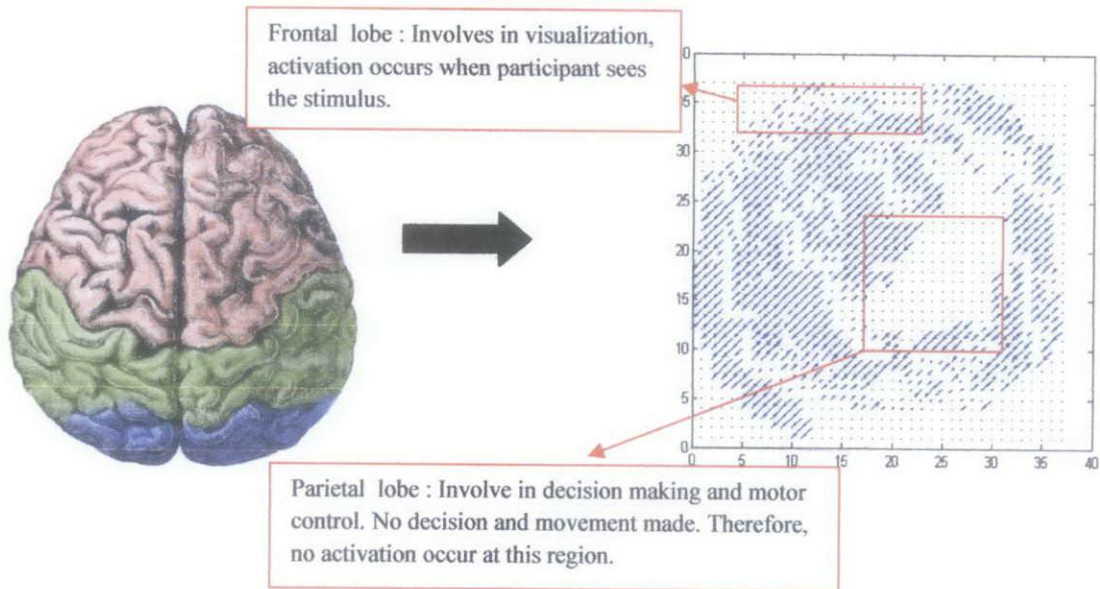 Frontal lobe : Involves in visualization,
activation occurs when participant sees
the stimulus.
30
25
20
15
10
5
0
0 5 10 15 20 25 30 35 40
Parietal lobe : Involve in decision making and motor
control. No decision and movement made. Therefore,
no activation occur at this region.